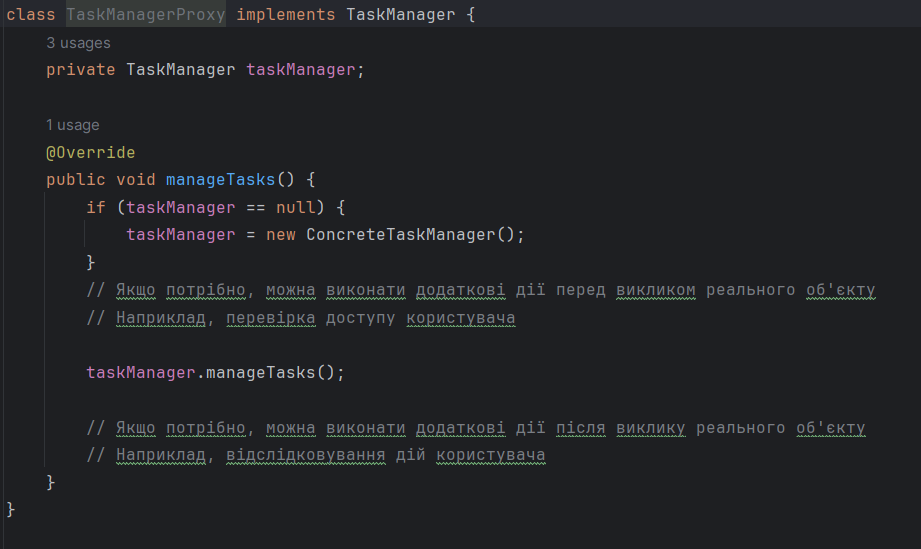 class TaskManagerProxy implements TaskManager {
3 usages
private TaskManager taskManager;
1 usage
@Override
public void manageTasks() {
if (taskManager == null) {
taskManager = new ConcreteTaskManager();
}
// Якщо потрібно, можна виконати додаткові дії перед викликом реального об'єкту
// Наприклад, перевірка доступу користувача
taskManager.manageTasks();
// Якщо потрібно, можна виконати додаткові дії після виклику реального об'єкту
// Наприклад, відслідковування дій користувача
}
}